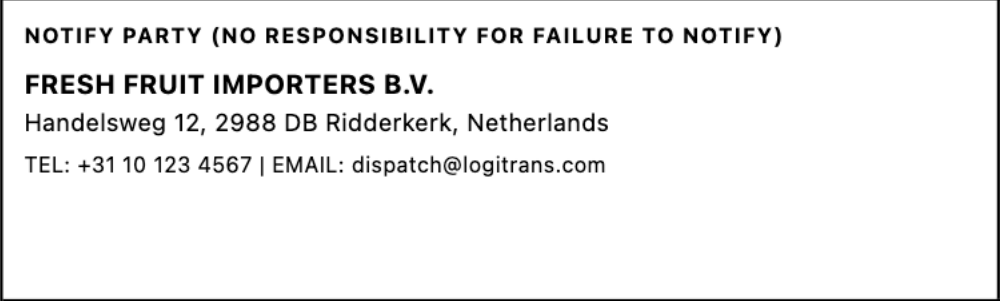 NOTIFY PARTY (NO RESPONSIBILITY FOR FAILURE TO NOTIFY)
FRESH FRUIT IMPORTERS B.V.
Handelsweg 12, 2988 DB Ridderkerk, Netherlands
TEL: +31 10 123 4567 | EMAIL: dispatch@logitrans.com